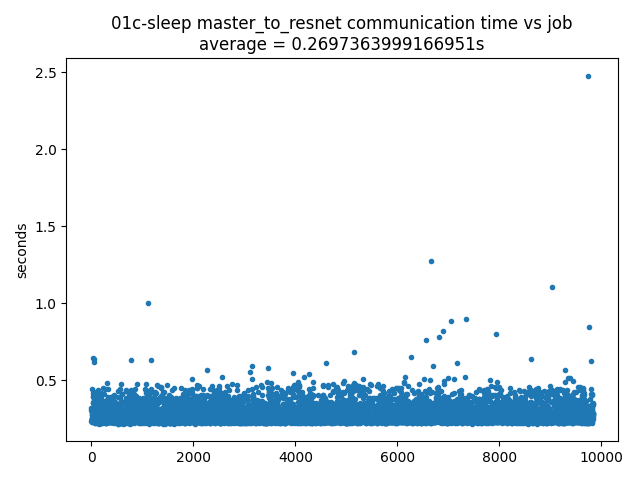 01c-sleep master_to_resnet communication time vs job
average = 0.2697363999166951s
2.5
2.0
1.5
1.0
0.5
seconds
0 2000 4000 6000 8000 10000